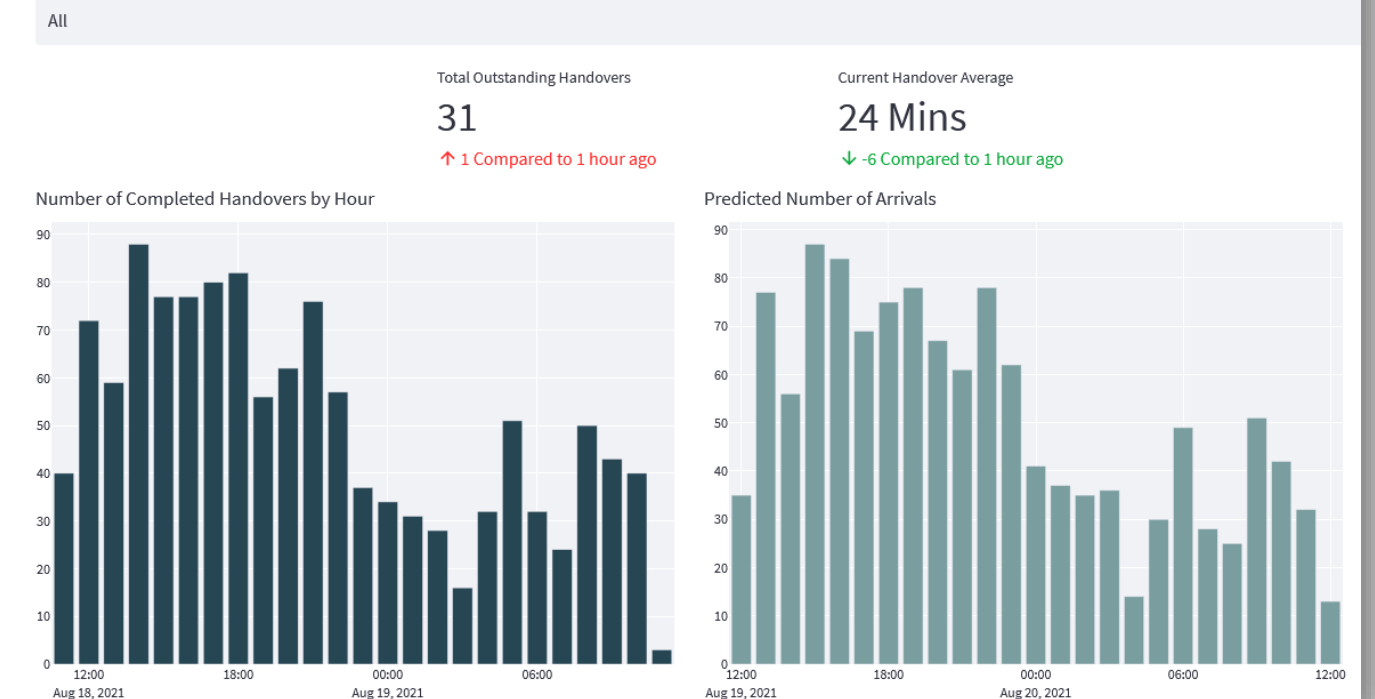 All
Total Outstanding Handovers
Current Handover Average
31
24 Mins
↑ 1 Compared to 1 hour ago
↓ -6 Compared to 1 hour ago
Number of Completed Handovers by Hour
90
80
70
60
50
40
30
20
10
0
12:00
18:00
00:00
06:00
Aug 18, 2021
Aug 19, 2021
Predicted Number of Arrivals
90
80
70
60
50
40
30
20
10
0
12:00
18:00
00:00
06:00
12:00
Aug 19, 2021
Aug 20, 2021